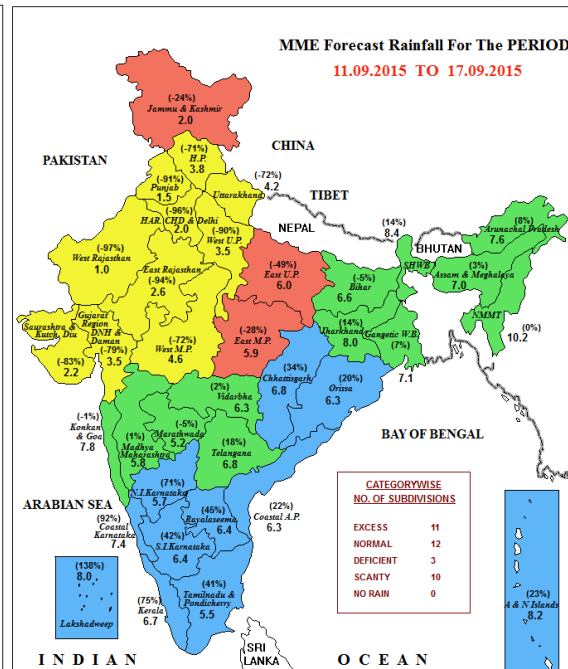 MME Forecast Rainfall For The PERIOD
11.09.2015 TO 17.09.2015
(-24%)
Jammu & Kashmir
2.0
CHINA
PAKISTAN
(-71%)
H.P.
3.8
(-91%)
Punjab
1.5
Uttarakhand
(-72%)
4.2
TIBET
(-96%)
HAR, CHD & Delhi
2.0
(-90%)
West U.P.
3.5
NEPAL
(14%)
8.4
BHUTAN
(8%)
Arunachal Pradesh
7.6
(-97%)
West Rajasthan
1.0
East Rajasthan
(-94%)
2.6
(-49%)
East U.P.
6.0
(-5%)
Bihar
6.6
SHWB
(3%)
Assam & Meghalaya
7.0
NMMT
(0%)
10.2
Saurashtra &
Kutch, Diu
(-83%)
2.2
Gujarat
Region
DNH &
Daman
(-79%)
3.5
(-72%)
West M.P.
4.6
(-28%)
East M.P.
5.9
(14%)
Jharkhand
8.0
Gangetic W.B.
(7%)
7.1
(34%)
Chhattisgarh
6.8
(20%)
Orissa
6.3
(2%)
Vidarbha
6.3
(-1%)
Konkan
& Goa
7.8
(1%)
Madhya
Maharashtra
5.8
(-5%)
Marathwada
5.2
(18%)
Telangana
6.8
BAY OF BENGAL
ARABIAN SEA
(71%)
N.I.Karnataka
5.7
(45%)
Rayalaseema
6.4
(22%)
Coastal A.P.
6.3
(92%)
Coastal
Karnataka
7.4
(42%)
S.I.Karnataka
6.4
(138%)
8.0
Lakshadweep
(75%)
Kerala
6.7
(41%)
Tamilnadu &
Pondicherry
5.5
CATEGORYWISE
NO. OF SUBDIVISIONS
EXCESS 11
NORMAL 12
DEFICIENT 3
SCANTY 10
NO RAIN 0
(23%)
A & N Islands
8.2
SRI
LANKA
INDIAN OCEAN